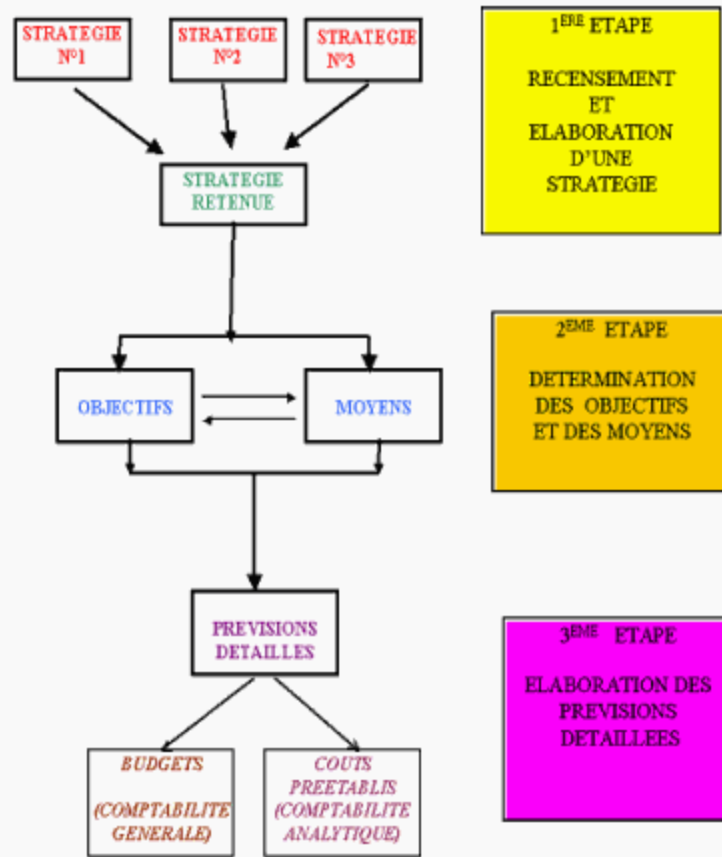 STRATEGIE
N°1
STRATEGIE
N°2
STRATEGIE
N°3
1ERE ETAPE
RECENSEMENT
ET
ELABORATION
D'UNE
STRATEGIE
STRATEGIE
RETENUE
2EME ETAPE
DETERMINATION
DES OBJECTIFS
ET DES MOYENS
OBJECTIFS
MOYENS
PREVISIONS
DETAILLES
3EME ETAPE
ELABORATION DES
PREVISIONS
DETAILLEES
BUDGETS
(COMPTABILITE
GENERALE)
COUTS
PREETABLIS
(COMPTABILITE
ANALYTIQUE)